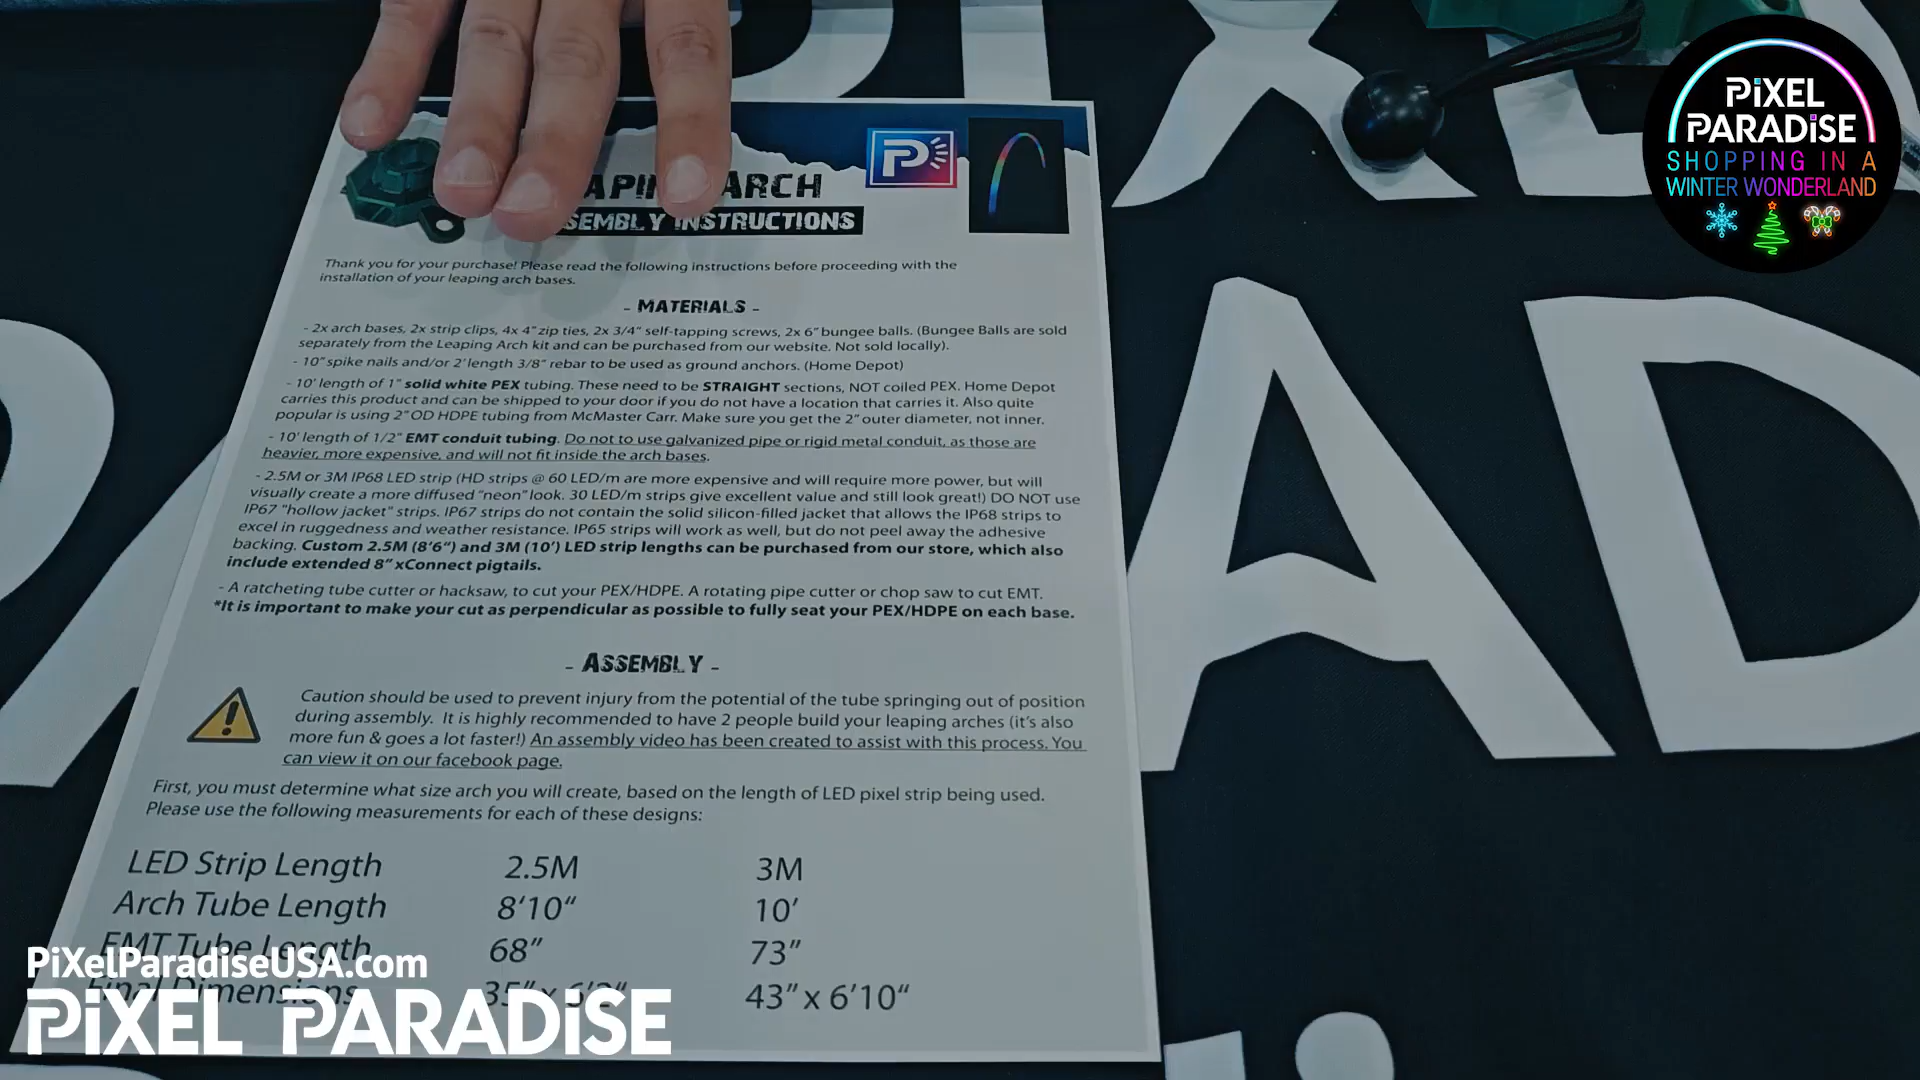 PiXEL
PARADiSE
SHOPPING IN A
WINTER WONDERLAND
ARCH
INSTRUCTIONS
Thank you for your purchase! Please read the following instructions before proceeding with the
installation of your leaping arch bases.
- MATERIALS -
- 2x arch bases, 2x strip clips, 4x 4" zip ties, 2x 3/4" self-tapping screws, 2x 6" bungee balls. (Bungee Balls are sold
separately from the Leaping Arch kit and can be purchased from our website. Not sold locally).
- 10" spike nails and/or 2' length 3/8" rebar to be used as ground anchors. (Home Depot)
- 10' length of 1" solid white PEX tubing. These need to be STRAIGHT sections, NOT coiled PEX. Home Depot
carries this product and can be shipped to your door if you do not have a location that carries it. Also quite
popular is using 2" OD HDPE tubing from McMaster Carr. Make sure you get the 2" outer diameter, not inner.
- 10' length of 1/2" EMT conduit tubing. Do not to use galvanized pipe or rigid metal conduit, as those are
heavier, more expensive, and will not fit inside the arch bases.
- 2.5M or 3M IP68 LED strip (HD strips @ 60 LED/m are more expensive and will require more power, but will
visually create a more diffused "neon" look. 30 LED/m strips give excellent value and still look great!) DO NOT use
IP67 "hollow jacket" strips. IP67 strips do not contain the solid silicon-filled jacket that allows the IP68 strips to
excel in ruggedness and weather resistance. IP65 strips will work as well, but do not peel away the adhesive
backing. Custom 2.5M (8'6") and 3M (10') LED strip lengths can be purchased from our store, which also
include extended 8" xConnect pigtails.
- A ratcheting tube cutter or hacksaw, to cut your PEX/HDPE. A rotating pipe cutter or chop saw to cut EMT.
*It is important to make your cut as perpendicular as possible to fully seat your PEX/HDPE on each base.
- ASSEMBLY -
Caution should be used to prevent injury from the potential of the tube springing out of position
during assembly. It is highly recommended to have 2 people build your leaping arches (it's also
more fun & goes a lot faster!) An assembly video has been created to assist with this process. You
can view it on our facebook page.
First, you must determine what size arch you will create, based on the length of LED pixel strip being used.
Please use the following measurements for each of these designs:
LED Strip Length 2.5M 3M
Arch Tube Length 8'10" 10'
EMT Tube Length 68" 73"
Final Dimensions 35" x 6'2" 43" x 6'10"
PiXelParadiseUSA.com
PiXEL PARADiSE